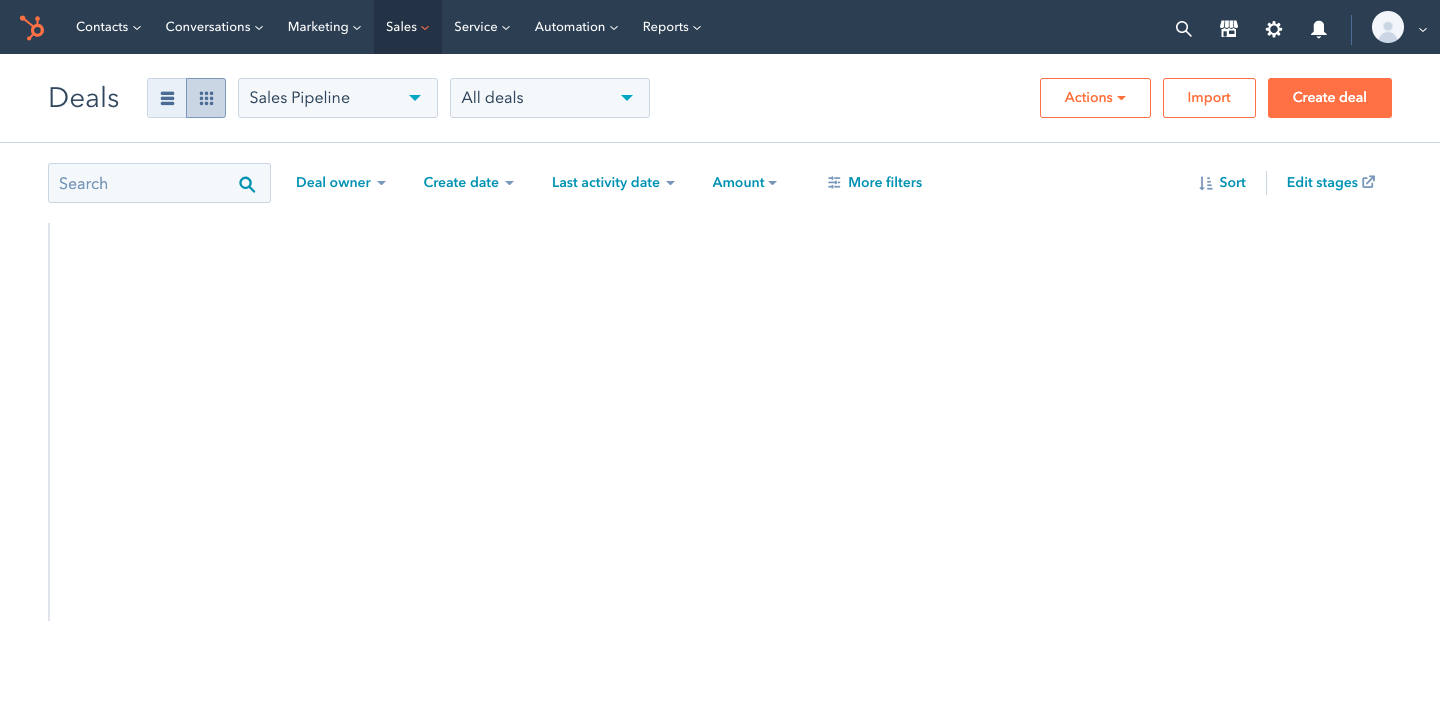 Contacts Conversations Marketing Sales Service Automation Reports
Deals Sales Pipeline All deals Actions Import Create deal
Search Deal owner Create date Last activity date Amount More filters Sort Edit stages